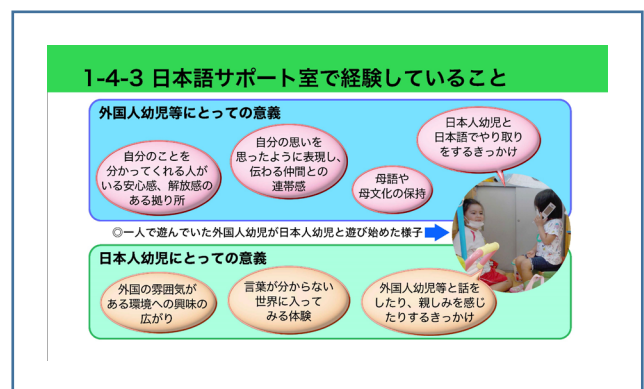 1-4-3 日本語サポート室で経験していること
外国人幼児等にとっての意義
自分のことを
分かってくれる人が
いる安心感、解放感の
ある拠り所
自分の思いを
思ったように表現し、
伝わる仲間との
連帯感
母語や
母文化の保持
日本人幼児と
日本語でやり取り
をするきっかけ
◎一人で遊んでいた外国人幼児が日本人幼児と遊び始めた様子
日本人幼児にとっての意義
外国の雰囲気が
ある環境への興味の
広がり
言葉が分からない
世界に入って
みる体験
外国人幼児等と話を
したり、親しみを感じ
たりするきっかけ